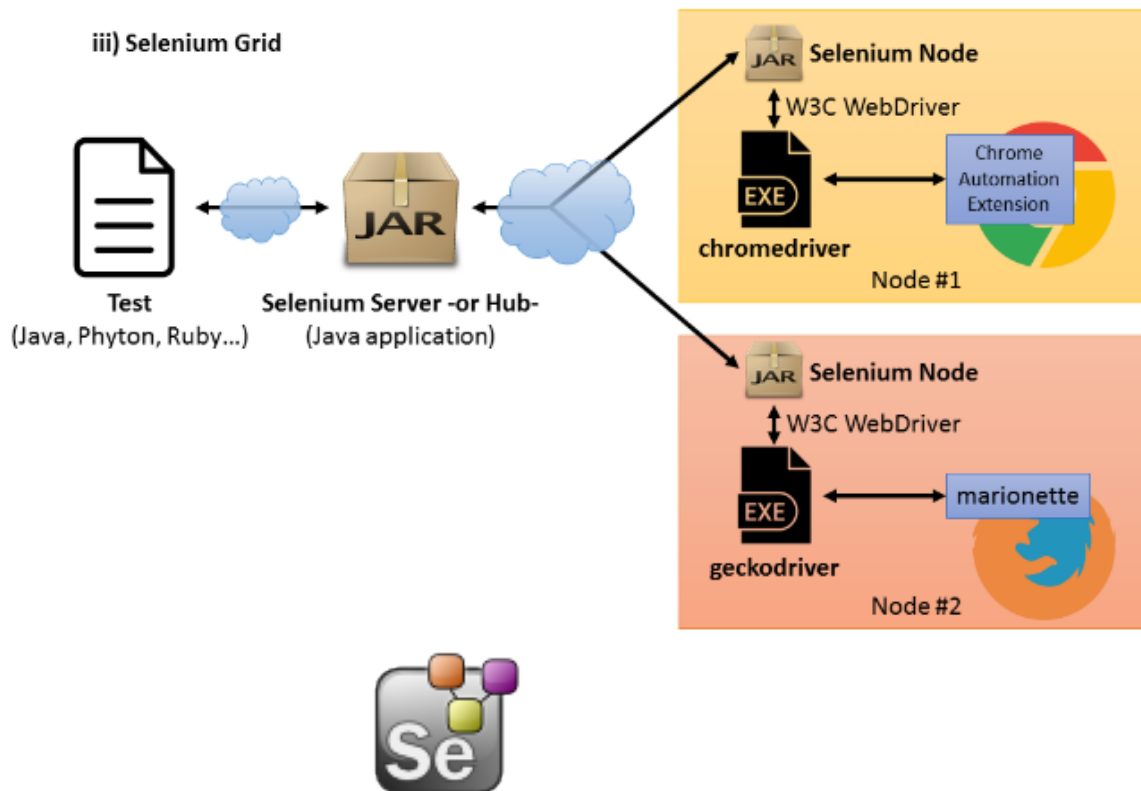 iii) Selenium Grid
JAR
Test
(Java, Phyton, Ruby...)
Selenium Server -or Hub-
(Java application)
JAR
Selenium Node
W3C WebDriver
EXE
chromedriver
Chrome
Automation
Extension
Node #1
JAR
Selenium Node
W3C WebDriver
EXE
geckodriver
marionette
Node #2
Se